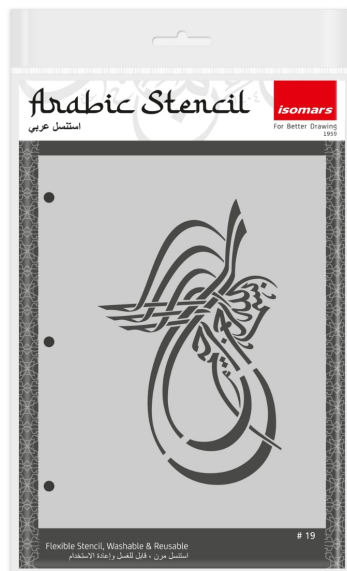 Arabic Stencil
استنسل عربي
isomars
For Better Drawing
1959
# 19
Flexible Stencil, Washable & Reusable
استنسل مرن ، قابل للغسل وإعادة الاستخدام